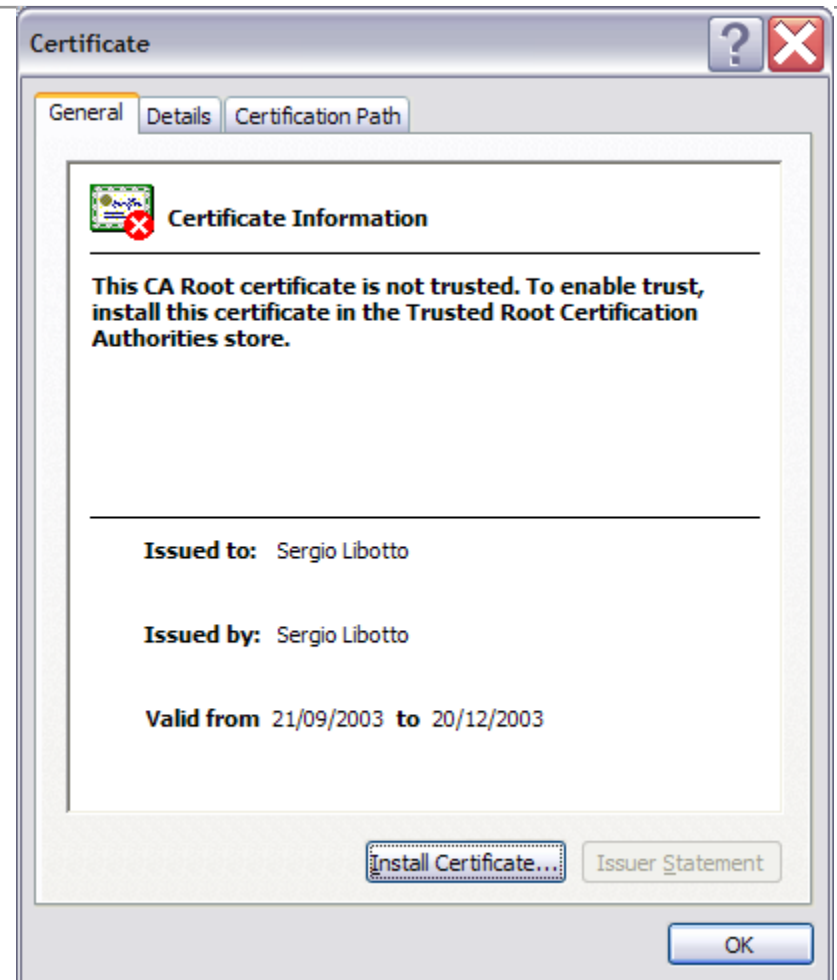 Certificate
General Details Certification Path
Certificate Information
This CA Root certificate is not trusted. To enable trust,
install this certificate in the Trusted Root Certification
Authorities store.
Issued to: Sergio Libotto
Issued by: Sergio Libotto
Valid from 21/09/2003 to 20/12/2003
Install Certificate... Issuer Statement
OK